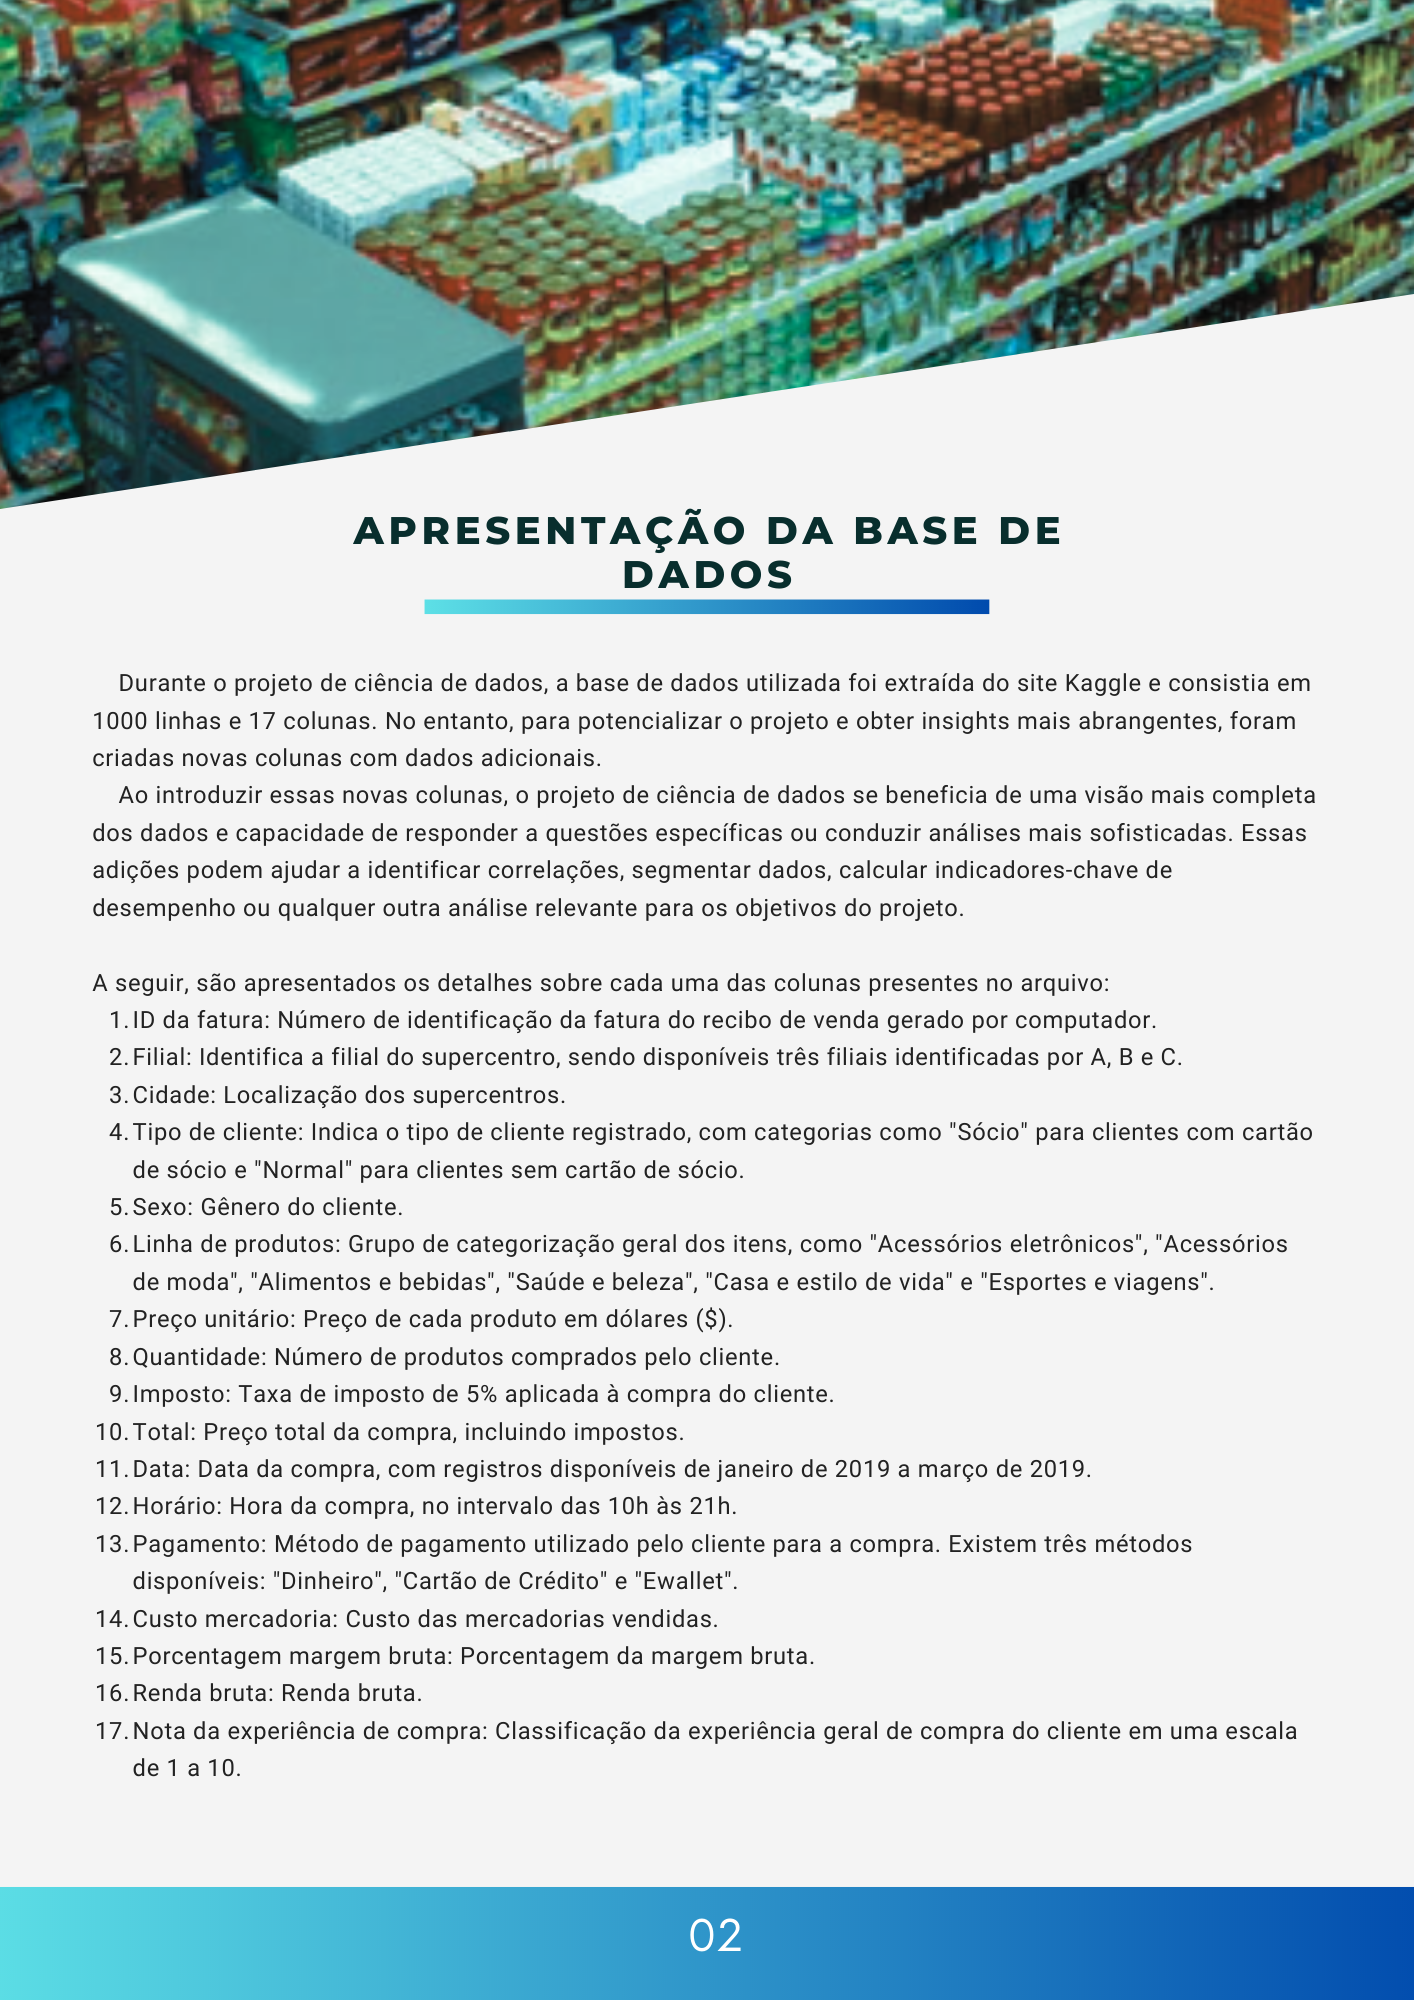 APRESENTAÇÃO DA BASE DE
DADOS
Durante o projeto de ciência de dados, a base de dados utilizada foi extraída do site Kaggle e consistia em
1000 linhas e 17 colunas. No entanto, para potencializar o projeto e obter insights mais abrangentes, foram
criadas novas colunas com dados adicionais.
Ao introduzir essas novas colunas, o projeto de ciência de dados se beneficia de uma visão mais completa
dos dados e capacidade de responder a questões específicas ou conduzir análises mais sofisticadas. Essas
adições podem ajudar a identificar correlações, segmentar dados, calcular indicadores-chave de
desempenho ou qualquer outra análise relevante para os objetivos do projeto.
A seguir, são apresentados os detalhes sobre cada uma das colunas presentes no arquivo:
1. ID da fatura: Número de identificação da fatura do recibo de venda gerado por computador.
2. Filial: Identifica a filial do supercentro, sendo disponíveis três filiais identificadas por A, B e C.
3. Cidade: Localização dos supercentros.
4. Tipo de cliente: Indica o tipo de cliente registrado, com categorias como "Sócio" para clientes com cartão
de sócio e "Normal" para clientes sem cartão de sócio.
5. Sexo: Gênero do cliente.
6. Linha de produtos: Grupo de categorização geral dos itens, como "Acessórios eletrônicos", "Acessórios
de moda", "Alimentos e bebidas", "Saúde e beleza", "Casa e estilo de vida" e "Esportes e viagens".
7. Preço unitário: Preço de cada produto em dólares ($).
8. Quantidade: Número de produtos comprados pelo cliente.
9. Imposto: Taxa de imposto de 5% aplicada à compra do cliente.
10. Total: Preço total da compra, incluindo impostos.
11. Data: Data da compra, com registros disponíveis de janeiro de 2019 a março de 2019.
12. Horário: Hora da compra, no intervalo das 10h às 21h.
13. Pagamento: Método de pagamento utilizado pelo cliente para a compra. Existem três métodos
disponíveis: "Dinheiro", "Cartão de Crédito" e "Ewallet".
14. Custo mercadoria: Custo das mercadorias vendidas.
15. Porcentagem margem bruta: Porcentagem da margem bruta.
16. Renda bruta: Renda bruta.
17. Nota da experiência de compra: Classificação da experiência geral de compra do cliente em uma escala
de 1 a 10.
02